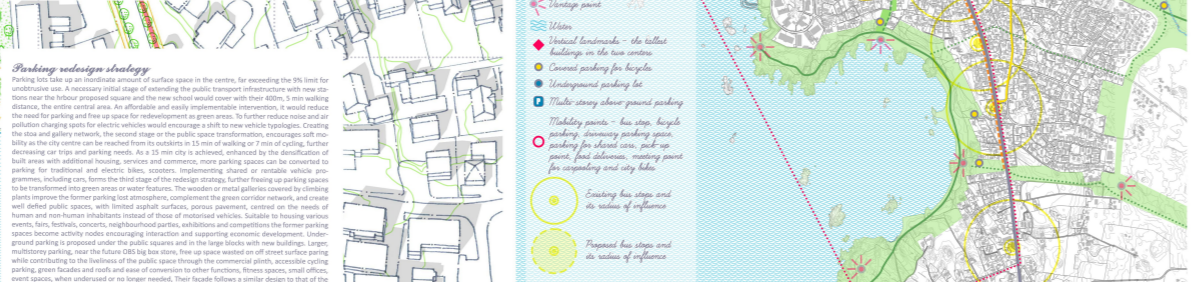 Parking redesign strategy
Parking lots take up an inordinate amount of surface space in the centre, far exceeding the 9% limit for
unobtrusive use. A necessary initial stage of extending the public transport infrastructure with new sta-
tions near the hrbour proposed square and the new school would cover with their 400m, 5 min walking
distance, the entire central area. An affordable and easily implementable intervention, it would reduce
the need for parking and free up space for redevelopment as green areas. To further reduce noise and air
pollution charging spots for electric vehicles would encourage a shift to new vehicle typologies. Creating
the stoa and gallery network, the second stage or the public space transformation, encourages soft mo-
bility as the city centre can be reached from its outskirts in 15 min of walking or 7 min of cycling, further
decreasing car trips and parking needs. As a 15 min city is achieved, enhanced by the densification of
built areas with additional housing, services and commerce, more parking spaces can be converted to
parking for traditional and electric bikes, scooters. Implementing shared or rentable vehicle pro-
grammes, including cars, forms the third stage of the redesign strategy, further freeing up parking spaces
to be transformed into green areas or water features. The wooden or metal galleries covered by climbing
plants improve the former parking lost atmosphere, complement the green corridor network, and create
well defied public spaces, with limited asphalt surfaces, porous pavement, centred on the needs of
human and non-human inhabitants instead of those of motorised vehicles. Suitable to housing various
events, fairs, festivals, concerts, neighbourhood parties, exhibitions and competitions the former parking
spaces become activity nodes encouraging interaction and supporting economic development. Under-
ground parking is proposed under the public squares and in the large blocks with new buildings. Larger,
multistorey parking, near the future OBS big box store, free up space wasted on off street surface paring
while contributing to the liveliness of the public space through the commercial plinth, accessible cycling
parking, green facades and roofs and ease of conversion to other functions, fitness spaces, small offices,
event spaces, when underused or no longer needed. Their facade follows a similar design to that of the
Vantage point
Water
Vertical landmarks - the tallest
buildings in the two centers
Covered parking for bicycles
Underground parking lot
P Multi storey above ground parking
Mobility points - bus stop, bicycle
parking, driveway parking space,
parking for shared cars, pick-up
point, food deliveries, meeting point
for carpooling and city bikes
Existing bus stops and
its radius of influence
Proposed bus stops and
its radius of influence